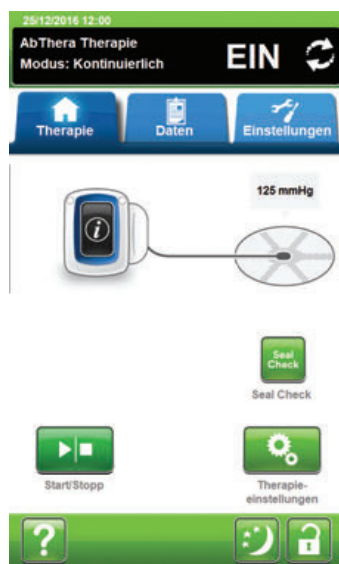 25/12/2016 12:00
AbThera Therapie
Modus: Kontinuierlich
EIN
Therapie
Daten
Einstellungen
125 mmHg
i
Seal
Check
Seal Check
Start/Stopp
Therapie-
einstellungen
?